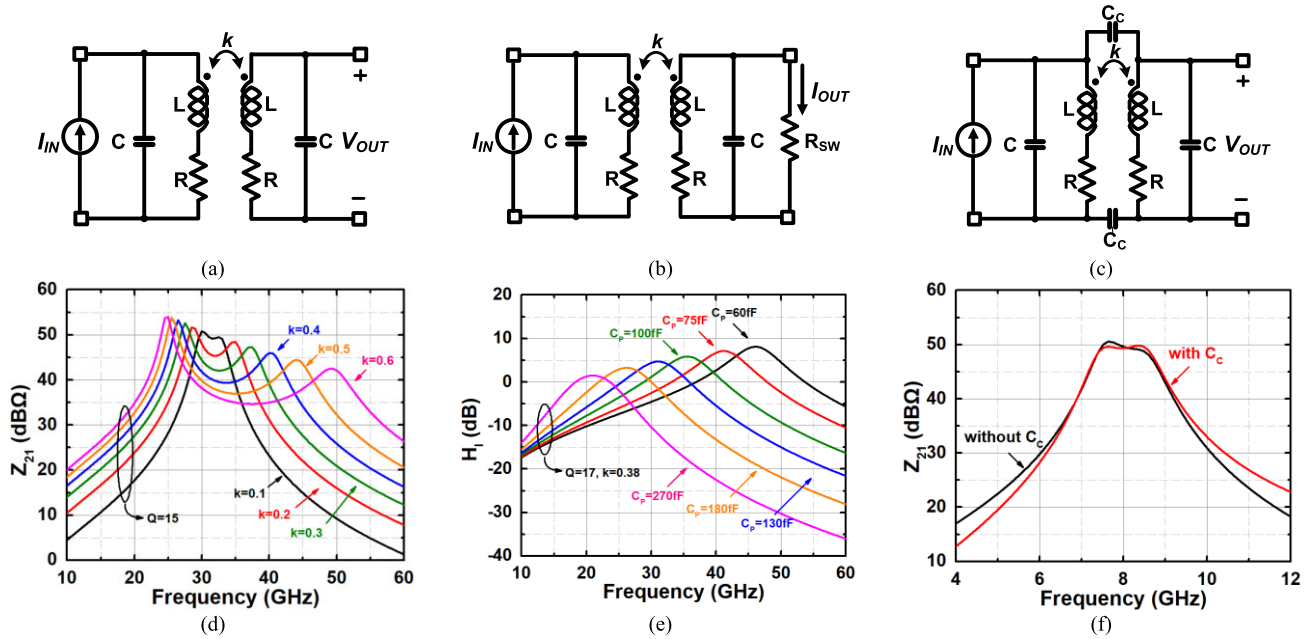 I_IN C L R k L R C V_OUT + −
(a)
I_IN C L R k L R C I_OUT R_SW
(b)
C_C
I_IN C L R k L R C V_OUT + −
C_C
(c)
Z_21 (dBΩ)
60
50
40
30
20
10
0
k=0.4
k=0.5
k=0.6
k=0.1
k=0.2
k=0.3
Q=15
10 20 30 40 50 60
Frequency (GHz)
(d)
H_I (dB)
20
10
0
-10
-20
-30
-40
C_P=60fF
C_P=75fF
C_P=100fF
Q=17, k=0.38
C_P=270fF
C_P=180fF
C_P=130fF
10 20 30 40 50 60
Frequency (GHz)
(e)
Z_21 (dBΩ)
60
50
40
30
20
10
with C_C
without C_C
4 6 8 10 12
Frequency (GHz)
(f)